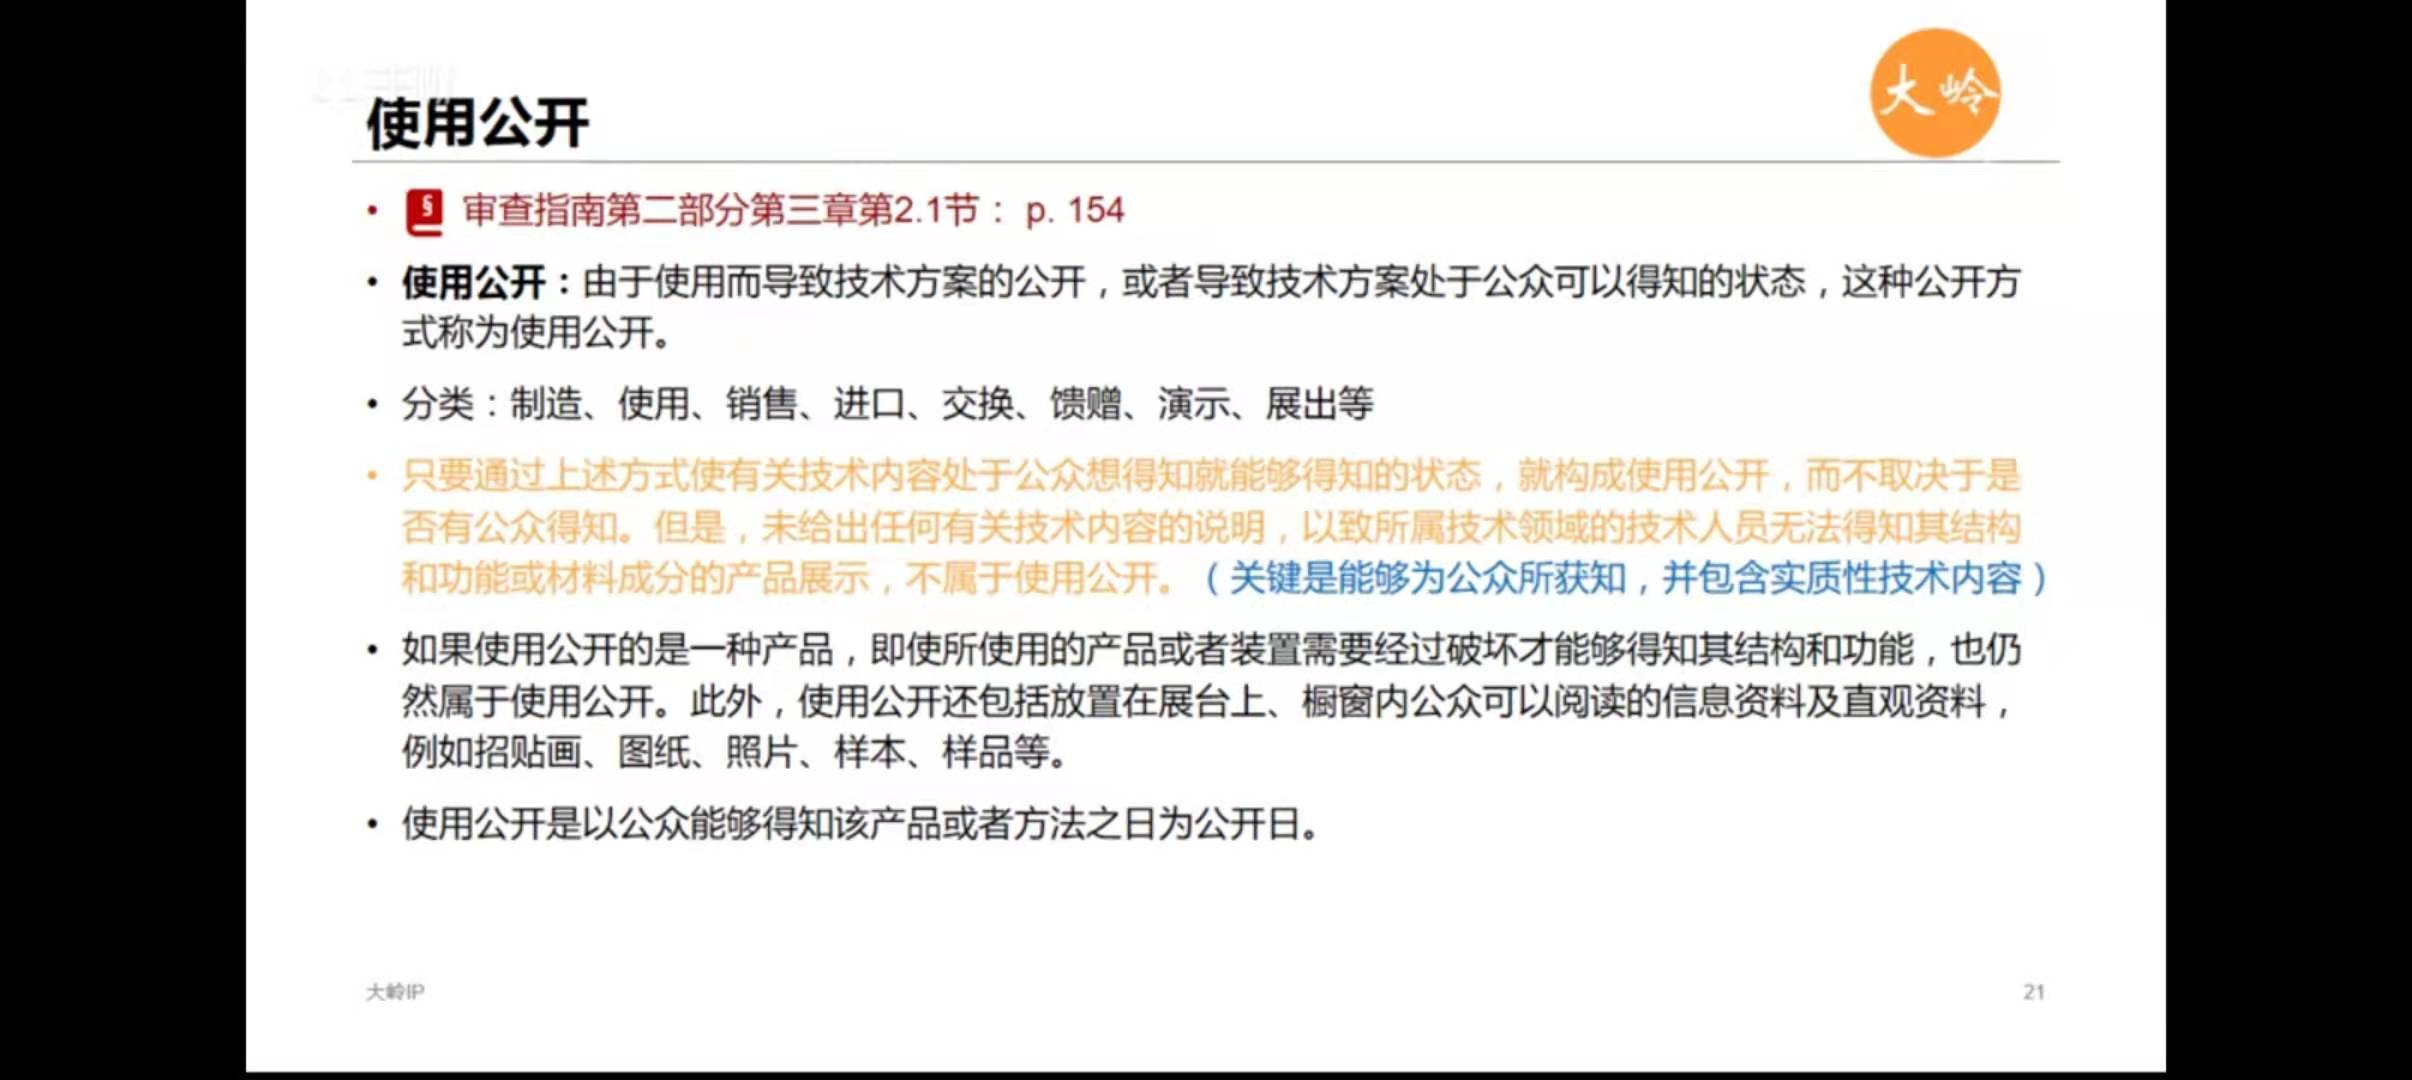 大岭
使用公开
• § 审查指南第二部分第三章第2.1节： p. 154
• 使用公开：由于使用而导致技术方案的公开，或者导致技术方案处于公众可以得知的状态，这种公开方
式称为使用公开。
• 分类：制造、使用、销售、进口、交换、馈赠、演示、展出等
• 只要通过上述方式使有关技术内容处于公众想得知就能够得知的状态，就构成使用公开，而不取决于是
否有公众得知。但是，未给出任何有关技术内容的说明，以致所属技术领域的技术人员无法得知其结构
和功能或材料成分的产品展示，不属于使用公开。（关键是能够为公众所获知，并包含实质性技术内容）
• 如果使用公开的是一种产品，即使所使用的产品或者装置需要经过破坏才能够得知其结构和功能，也仍
然属于使用公开。此外，使用公开还包括放置在展台上、橱窗内公众可以阅读的信息资料及直观资料，
例如招贴画、图纸、照片、样本、样品等。
• 使用公开是以公众能够得知该产品或者方法之日为公开日。
大岭IP
21